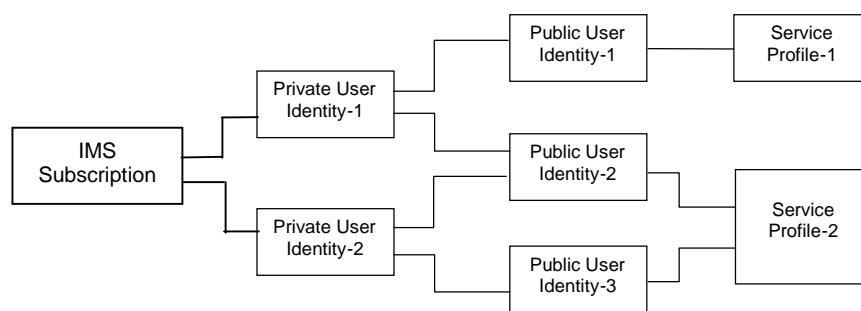 IMS
Subscription
Private User
Identity-1
Private User
Identity-2
Public User
Identity-1
Public User
Identity-2
Public User
Identity-3
Service
Profile-1
Service
Profile-2